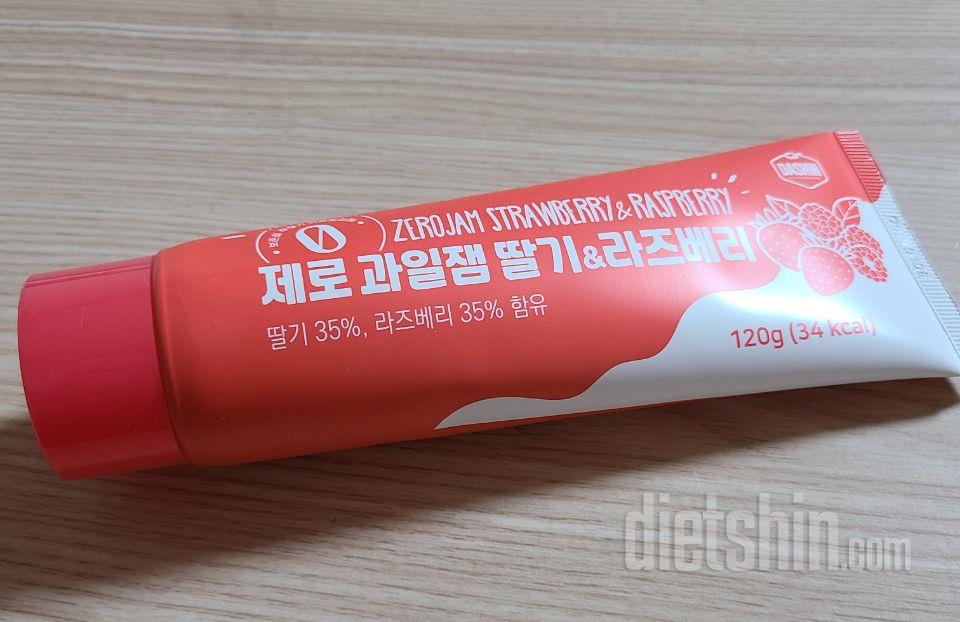 DASHIN
ZEROJAM STRAWBERRY & RASPBERRY
제로 과일잼 딸기&라즈베리
딸기 35%, 라즈베리 35% 함유
120g (34 kcal)
dietshin.com